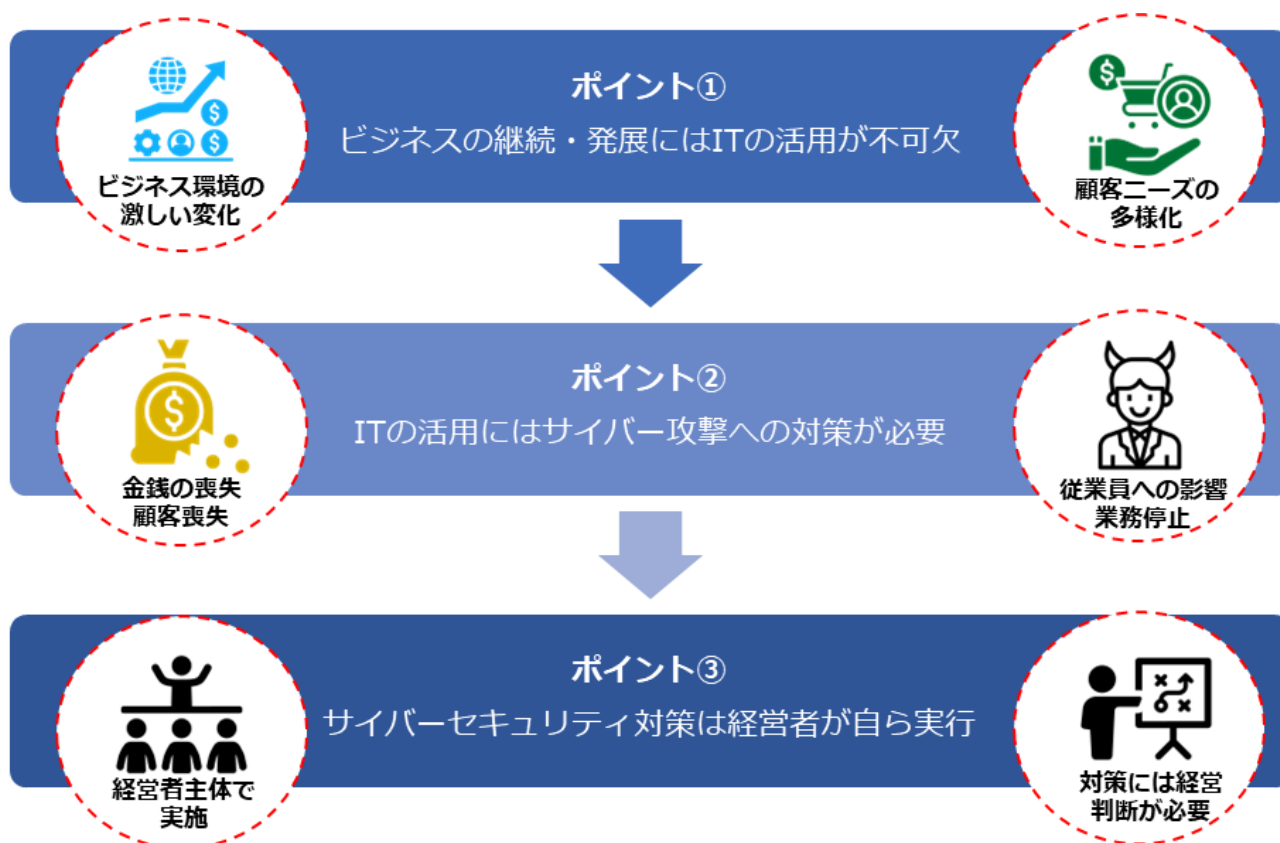 ポイント①
ビジネスの継続・発展にはITの活用が不可欠
ビジネス環境の
激しい変化
顧客ニーズの
多様化
ポイント②
ITの活用にはサイバー攻撃への対策が必要
金銭の喪失
顧客喪失
従業員への影響
業務停止
ポイント③
サイバーセキュリティ対策は経営者が自ら実行
経営者主体で
実施
対策には経営
判断が必要